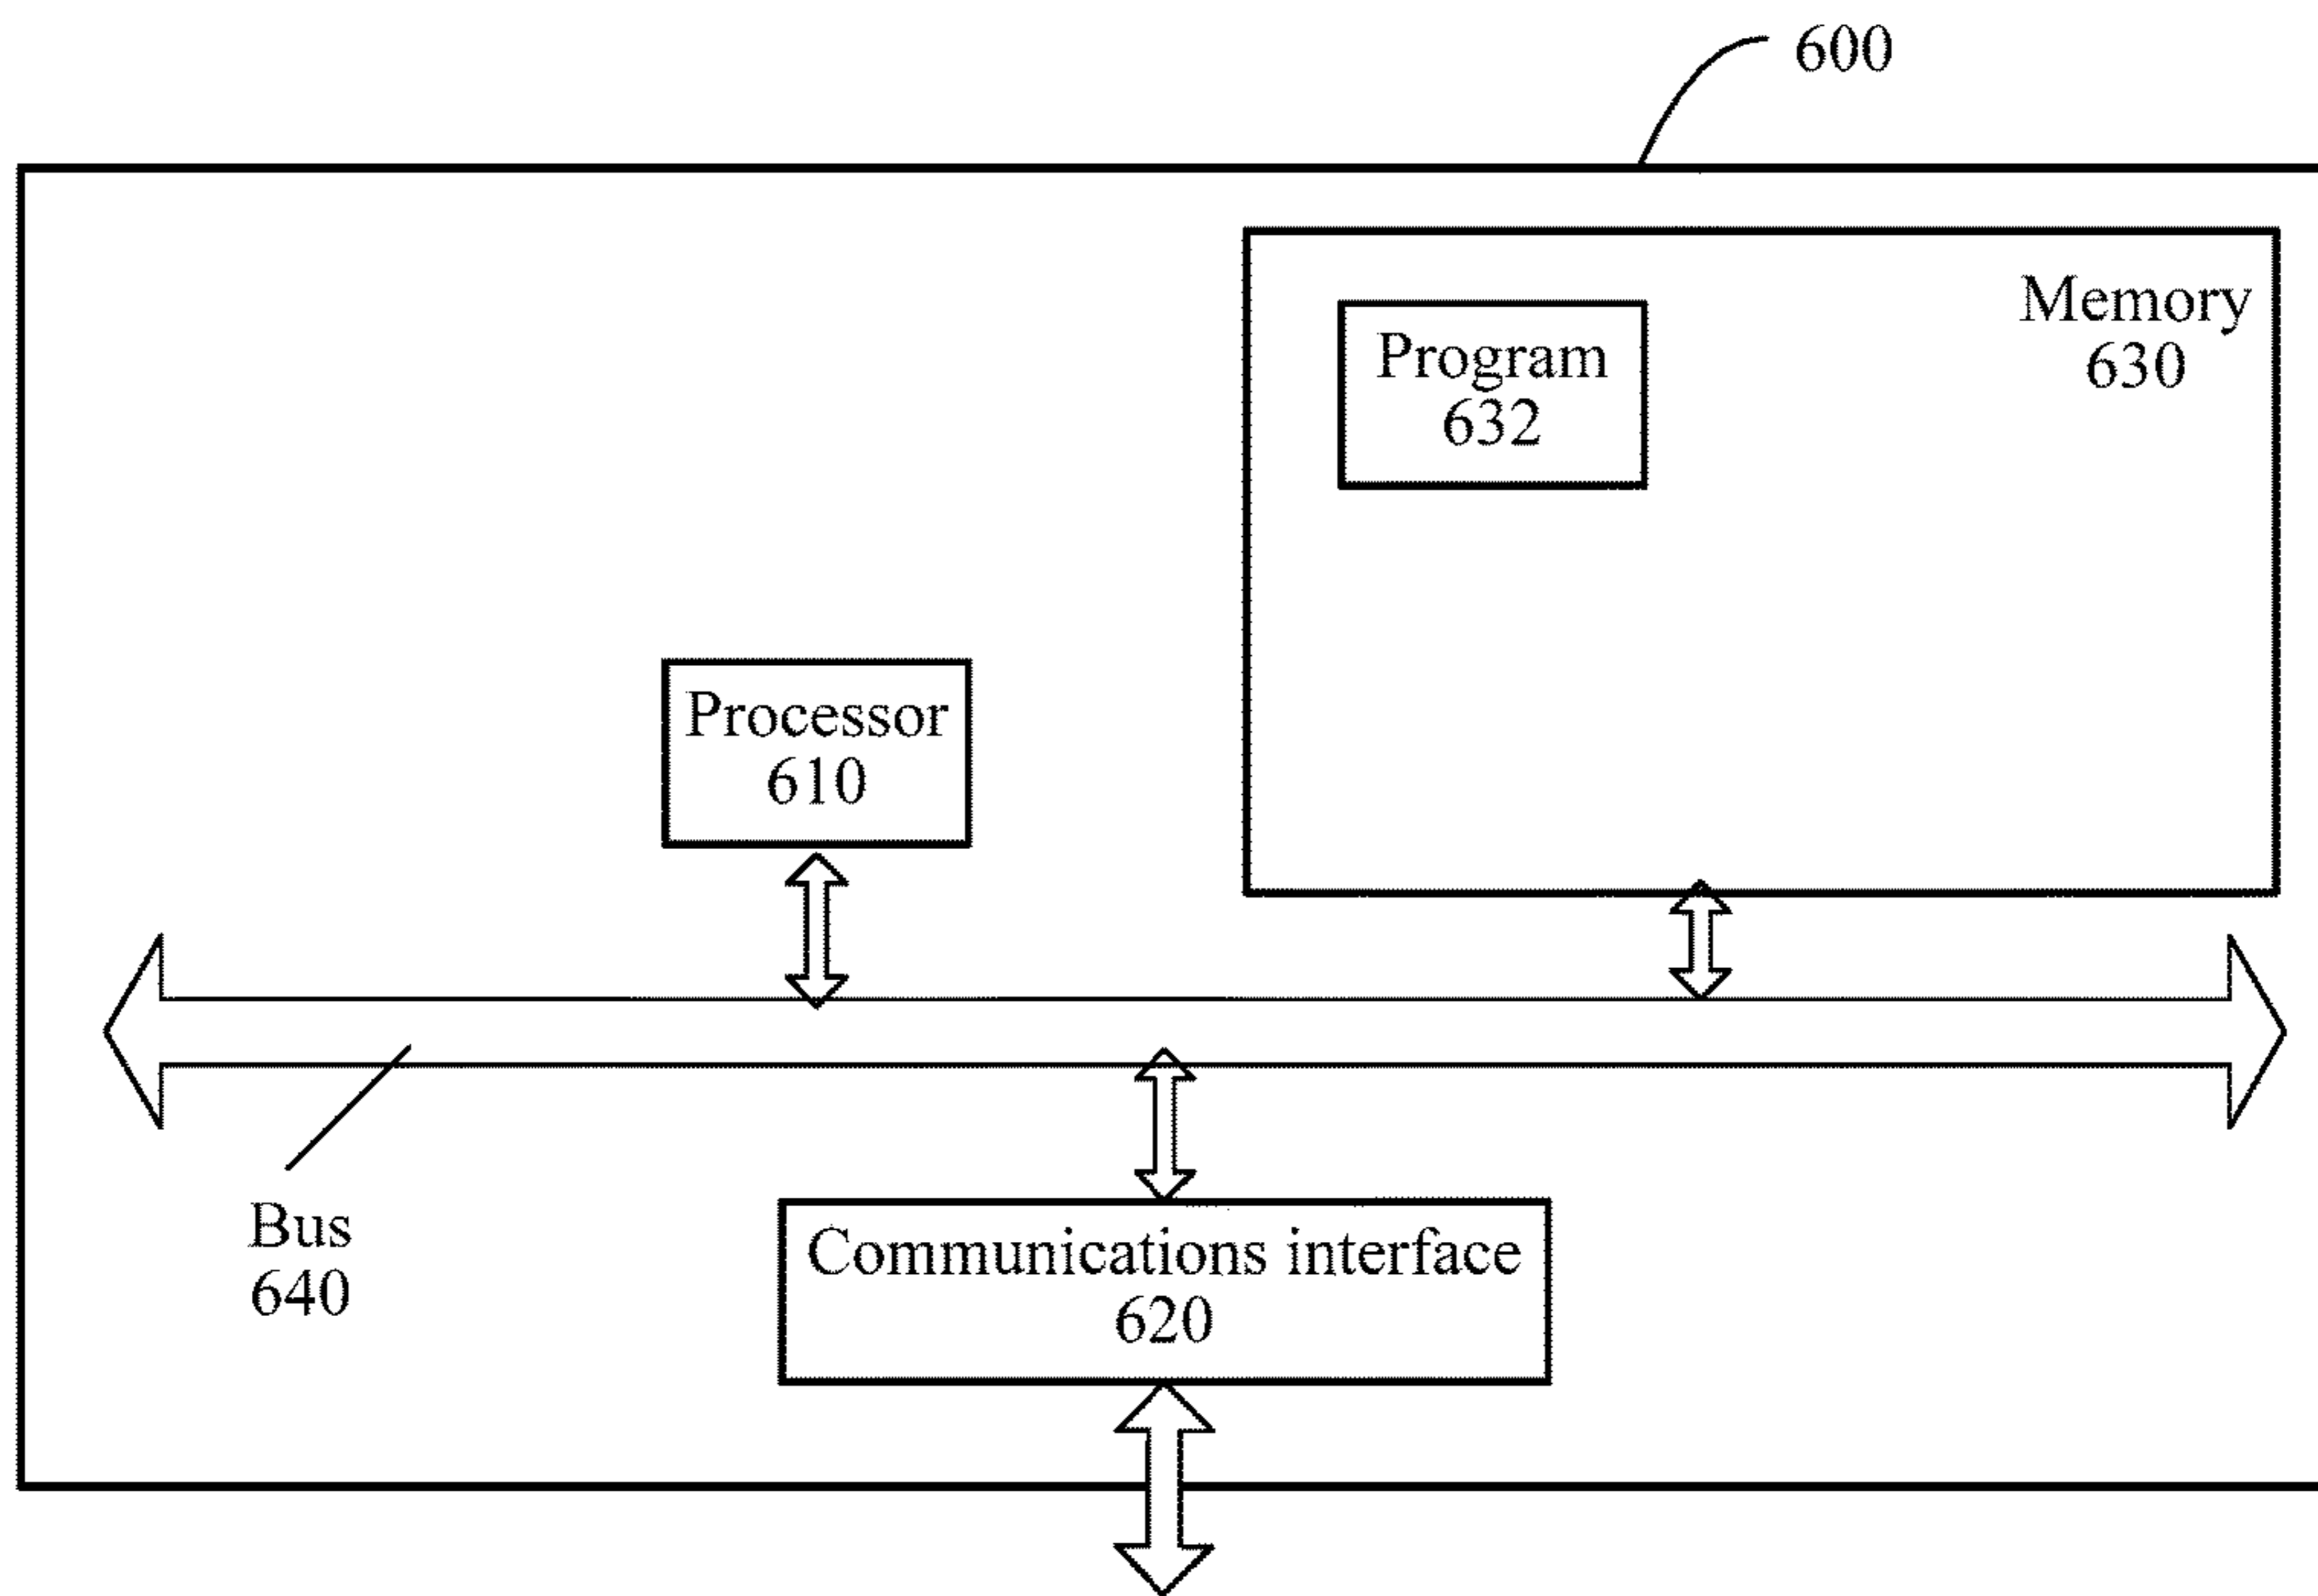 600
Memory
630
Program
632
Processor
610
Bus
640
Communications interface
620